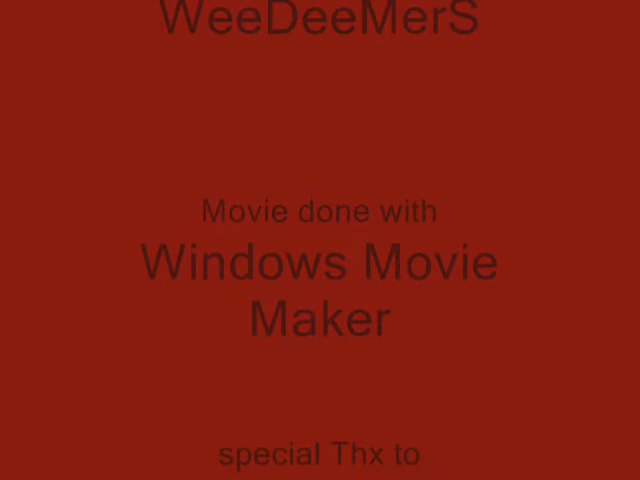 WeeDeeMerS
Movie done with
Windows Movie
Maker
special Thx to